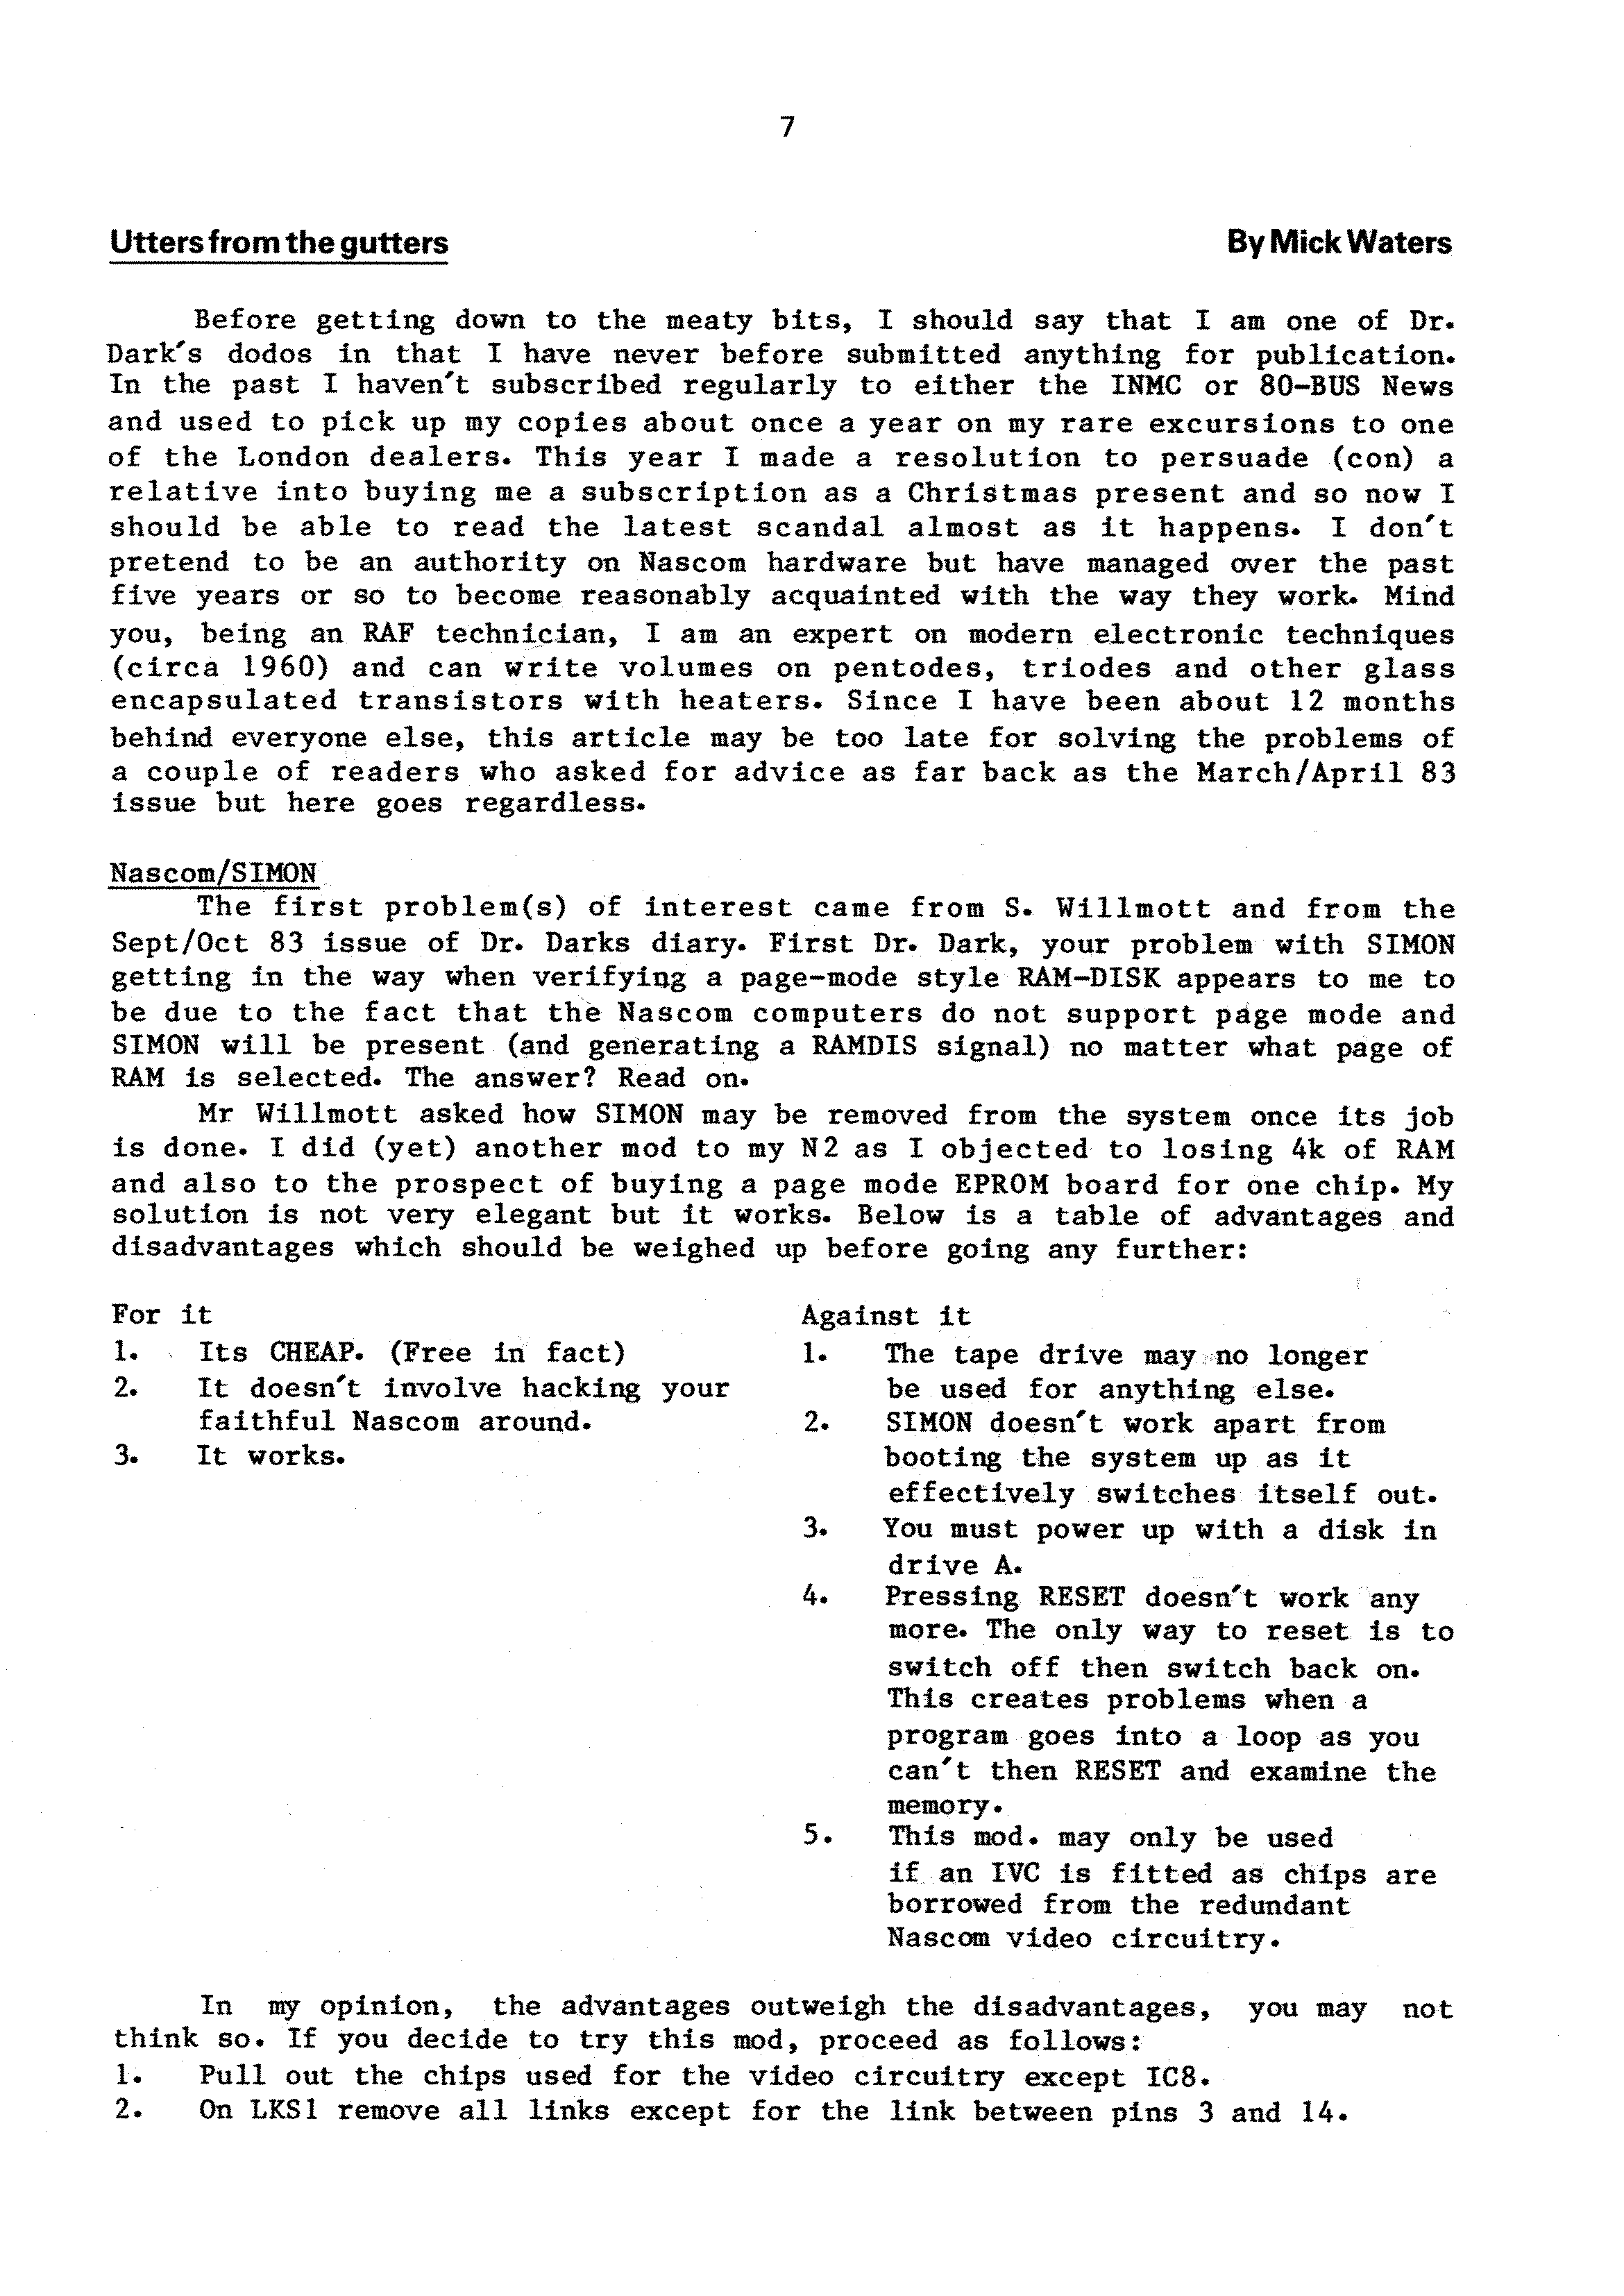 7
Utters from the gutters By Mick Waters
Before getting down to the meaty bits, I should say that I am one of Dr.
Dark's dodos in that I have never before submitted anything for publication.
In the past I haven't subscribed regularly to either the INMC or 80-BUS News
and used to pick up my copies about once a year on my rare excursions to one
of the London dealers. This year I made a resolution to persuade (con) a
relative into buying me a subscription as a Christmas present and so now I
should be able to read the latest scandal almost as it happens. I don't
pretend to be an authority on Nascom hardware but have managed over the past
five years or so to become reasonably acquainted with the way they work. Mind
you, being an RAF technician, I am an expert on modern electronic techniques
(circa 1960) and can write volumes on pentodes, triodes and other glass
encapsulated transistors with heaters. Since I have been about 12 months
behind everyone else, this article may be too late for solving the problems of
a couple of readers who asked for advice as far back as the March/April 83
issue but here goes regardless.
Nascom/SIMON
The first problem(s) of interest came from S. Willmott and from the
Sept/Oct 83 issue of Dr. Darks diary. First Dr. Dark, your problem with SIMON
getting in the way when verifying a page-mode style RAM-DISK appears to me to
be due to the fact that the Nascom computers do not support page mode and
SIMON will be present (and generating a RAMDIS signal) no matter what page of
RAM is selected. The answer? Read on.
Mr Willmott asked how SIMON may be removed from the system once its job
is done. I did (yet) another mod to my N2 as I objected to losing 4k of RAM
and also to the prospect of buying a page mode EPROM board for one chip. My
solution is not very elegant but it works. Below is a table of advantages and
disadvantages which should be weighed up before going any further:
For it
1. Its CHEAP. (Free in fact)
2. It doesn't involve hacking your
faithful Nascom around.
3. It works.
Against it
1. The tape drive may no longer
be used for anything else.
2. SIMON doesn't work apart from
booting the system up as it
effectively switches itself out.
3. You must power up with a disk in
drive A.
4. Pressing RESET doesn't work any
more. The only way to reset is to
switch off then switch back on.
This creates problems when a
program goes into a loop as you
can't then RESET and examine the
memory.
5. This mod. may only be used
if an IVC is fitted as chips are
borrowed from the redundant
Nascom video circuitry.
In my opinion, the advantages outweigh the disadvantages, you may not
think so. If you decide to try this mod, proceed as follows:
1. Pull out the chips used for the video circuitry except IC8.
2. On LKS1 remove all links except for the link between pins 3 and 14.